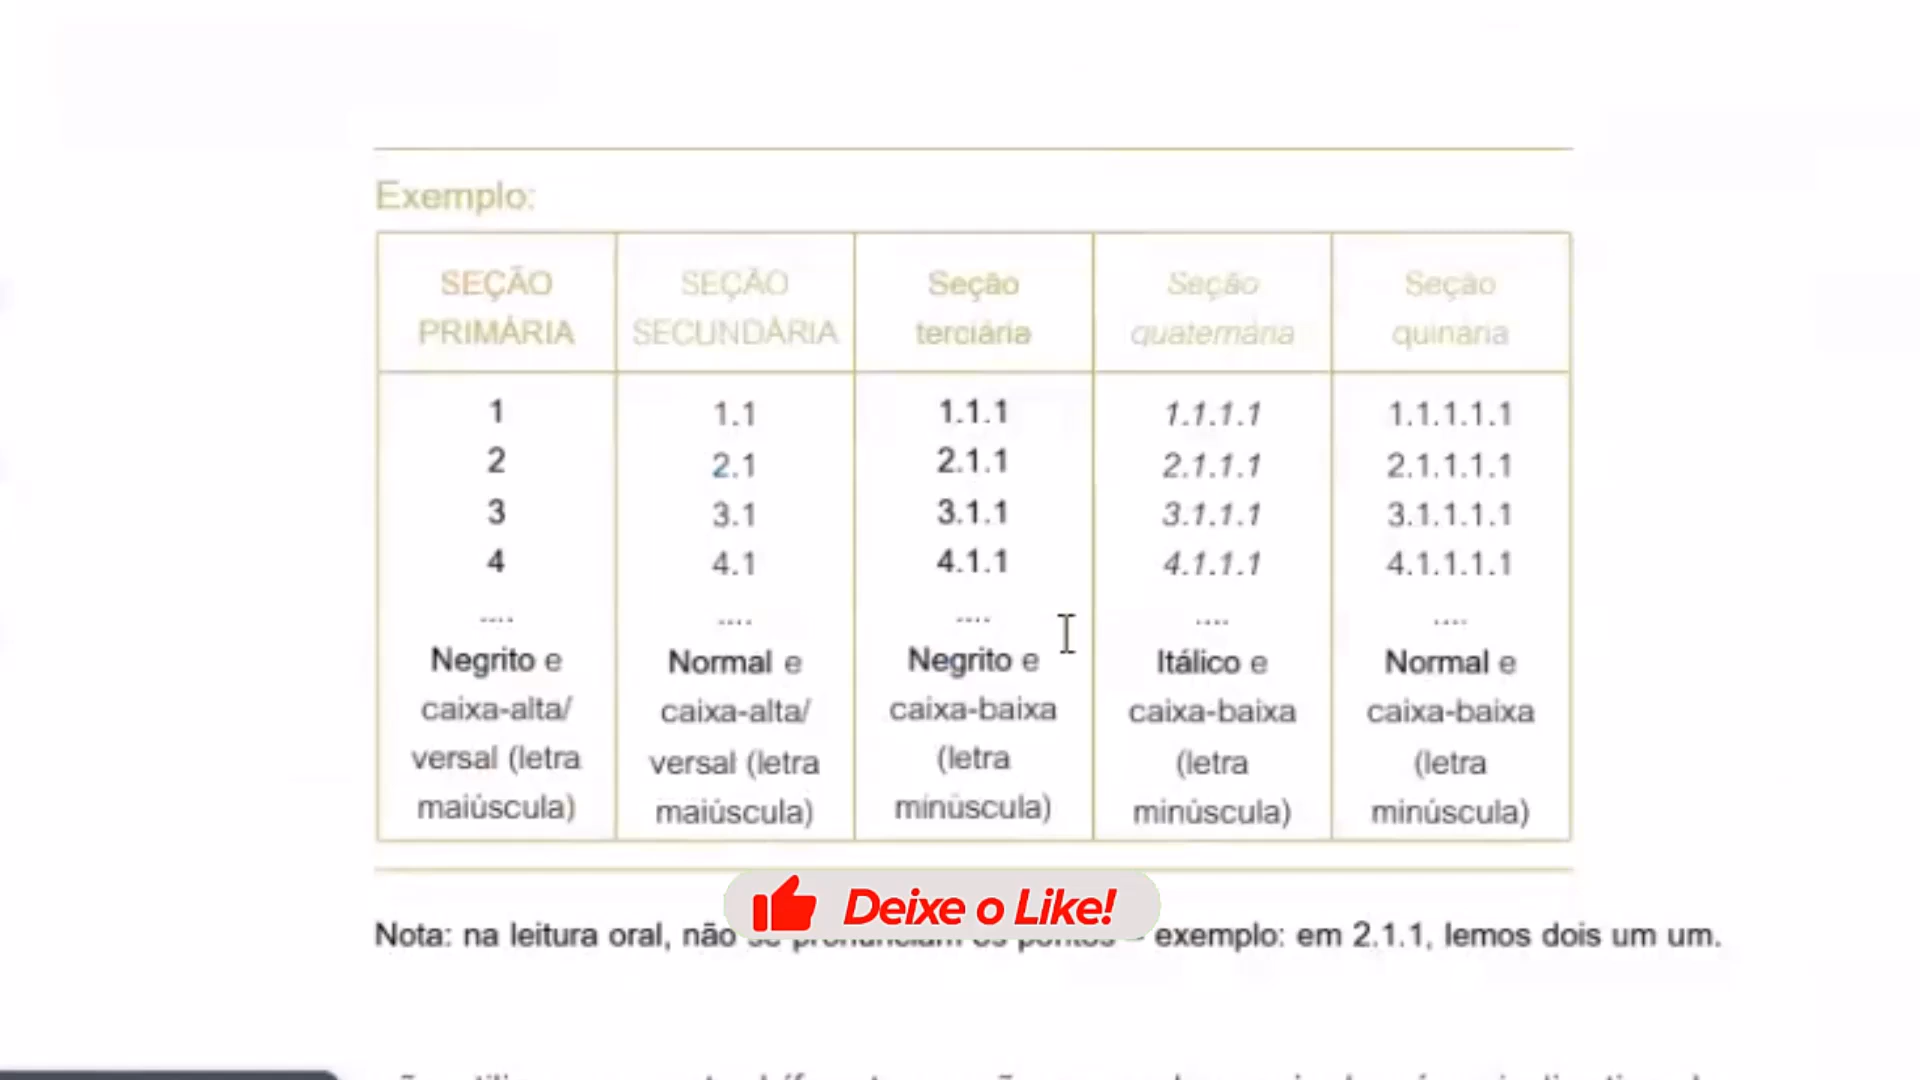 Exemplo:
SEÇÃO PRIMÁRIA
SEÇÃO SECUNDÁRIA
Seção terciária
Seção quaternária
Seção quinária
1 1.1 1.1.1 1.1.1.1 1.1.1.1.1
2 2.1 2.1.1 2.1.1.1 2.1.1.1.1
3 3.1 3.1.1 3.1.1.1 3.1.1.1.1
4 4.1 4.1.1 4.1.1.1 4.1.1.1.1
.... .... .... .... ....
Negrito e Normal e Negrito e Itálico e Normal e
caixa-alta/ caixa-alta/ caixa-baixa caixa-baixa caixa-baixa
versal (letra versal (letra (letra (letra (letra
maiúscula) maiúscula) minúscula) minúscula) minúscula)
Deixe o Like!
Nota: na leitura oral, não se pronunciam os pontos - exemplo: em 2.1.1, lemos dois um um.